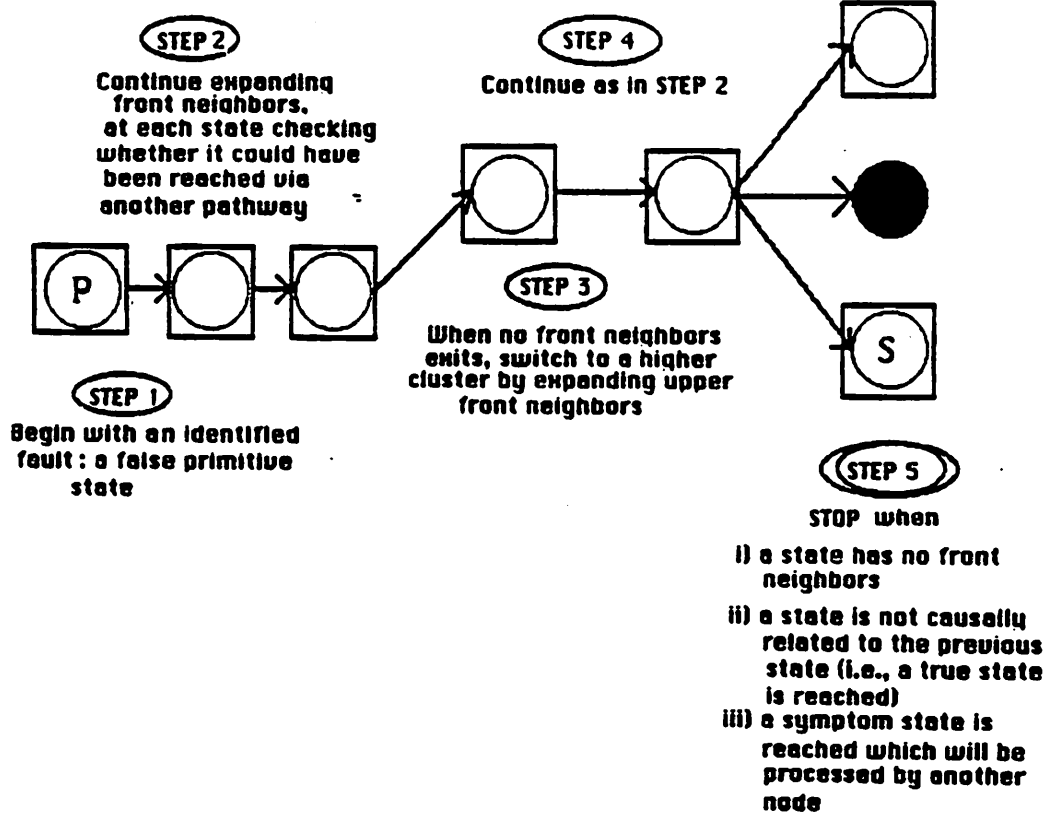 STEP 2
Continue expanding
front neighbors,
at each state checking
whether it could have
been reached via
another pathway
STEP 4
Continue as in STEP 2
P
STEP 1
Begin with an identified
fault: a false primitive
state
STEP 3
When no front neighbors
exits, switch to a higher
cluster by expanding upper
front neighbors
S
STEP 5
STOP when
i) a state has no front
neighbors
ii) a state is not causally
related to the previous
state (i.e., a true state
is reached)
iii) a symptom state is
reached which will be
processed by another
node